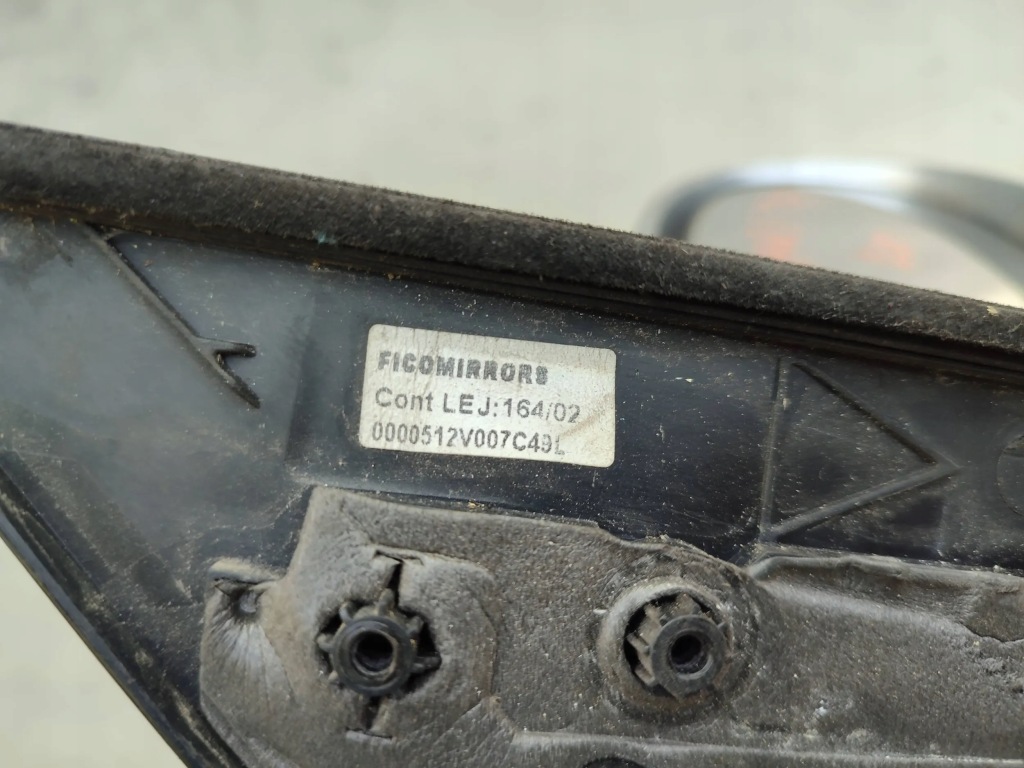 FICOMIRRORS
Cont LEJ:164/02
0000512V007C49L